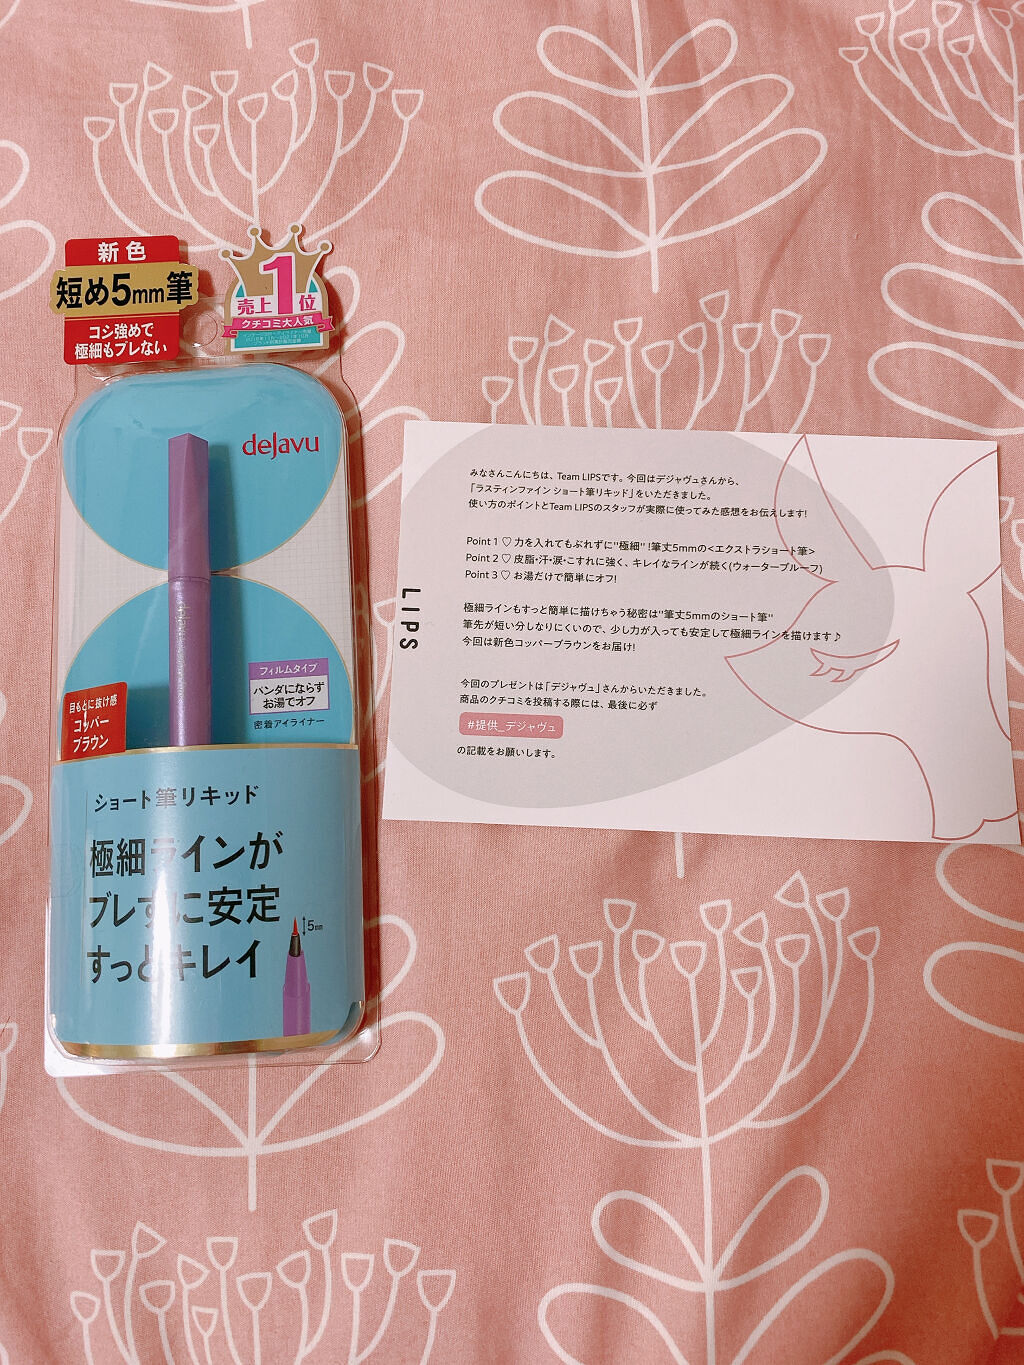 新色
短め5mm筆
コシ強めで
極細もブレない
売上1位
クチコミ大人気
deJavu
フィルムタイプ
パンダにならず
お湯でオフ
密着アイライナー
目もとに抜け感
コッパー
ブラウン
ショート筆リキッド
極細ラインが
ブレずに安定
すっとキレイ
5mm
LIPS
みなさんこんにちは、Team LIPSです。今回はデジャヴュさんから、
「ラスティンファイン ショート筆リキッド」をいただきました。
使い方のポイントとTeam LIPSのスタッフが実際に使ってみた感想をお伝えします!
Point 1 ♡ 力を入れてもぶれずに"極細"!筆丈5mmの<エクストラショート筆>
Point 2 ♡ 皮脂・汗・涙・こすれに強く、キレイなラインが続く(ウォータープルーフ)
Point 3 ♡ お湯だけで簡単にオフ!
極細ラインもすっと簡単に描けちゃう秘密は"筆丈5mmのショート筆"
筆先が短い分しなりにくいので、少し力が入っても安定して極細ラインを描けます♪
今回は新色コッパーブラウンをお届け!
今回のプレゼントは「デジャヴュ」さんからいただきました。
商品のクチコミを投稿する際には、最後に必ず
#提供_デジャヴュ
の記載をお願いします。